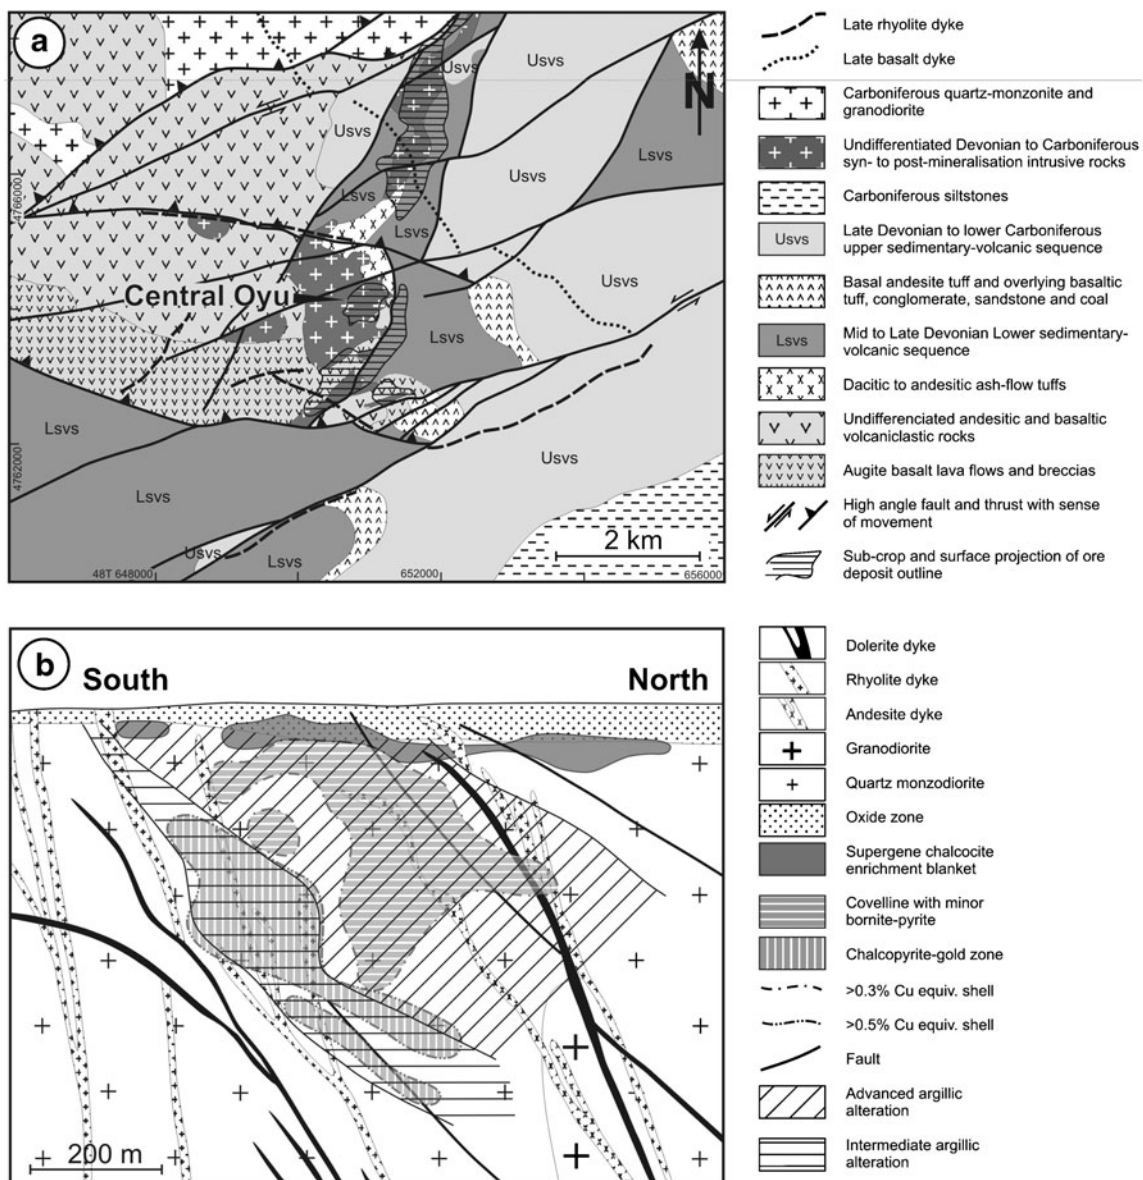 a
N
Usvs
Usvs
Usvs
Lsvs
Usvs
Lsvs
Lsvs
Central Oyu
Usvs
Lsvs
Lsvs
Usvs
Lsvs
Usvs
Lsvs
2 km
4766000
4762000
48T 648000
652000
656000
Late rhyolite dyke
Late basalt dyke
Carboniferous quartz-monzonite and
granodiorite
Undifferentiated Devonian to Carboniferous
syn- to post-mineralisation intrusive rocks
Carboniferous siltstones
Usvs
Late Devonian to lower Carboniferous
upper sedimentary-volcanic sequence
Basal andesite tuff and overlying basaltic
tuff, conglomerate, sandstone and coal
Lsvs
Mid to Late Devonian Lower sedimentary-
volcanic sequence
Dacitic to andesitic ash-flow tuffs
Undifferenciated andesitic and basaltic
volcaniclastic rocks
Augite basalt lava flows and breccias
High angle fault and thrust with sense
of movement
Sub-crop and surface projection of ore
deposit outline
b
South
North
200 m
Dolerite dyke
Rhyolite dyke
Andesite dyke
Granodiorite
Quartz monzodiorite
Oxide zone
Supergene chalcocite
enrichment blanket
Covelline with minor
bornite-pyrite
Chalcopyrite-gold zone
>0.3% Cu equiv. shell
>0.5% Cu equiv. shell
Fault
Advanced argillic
alteration
Intermediate argillic
alteration